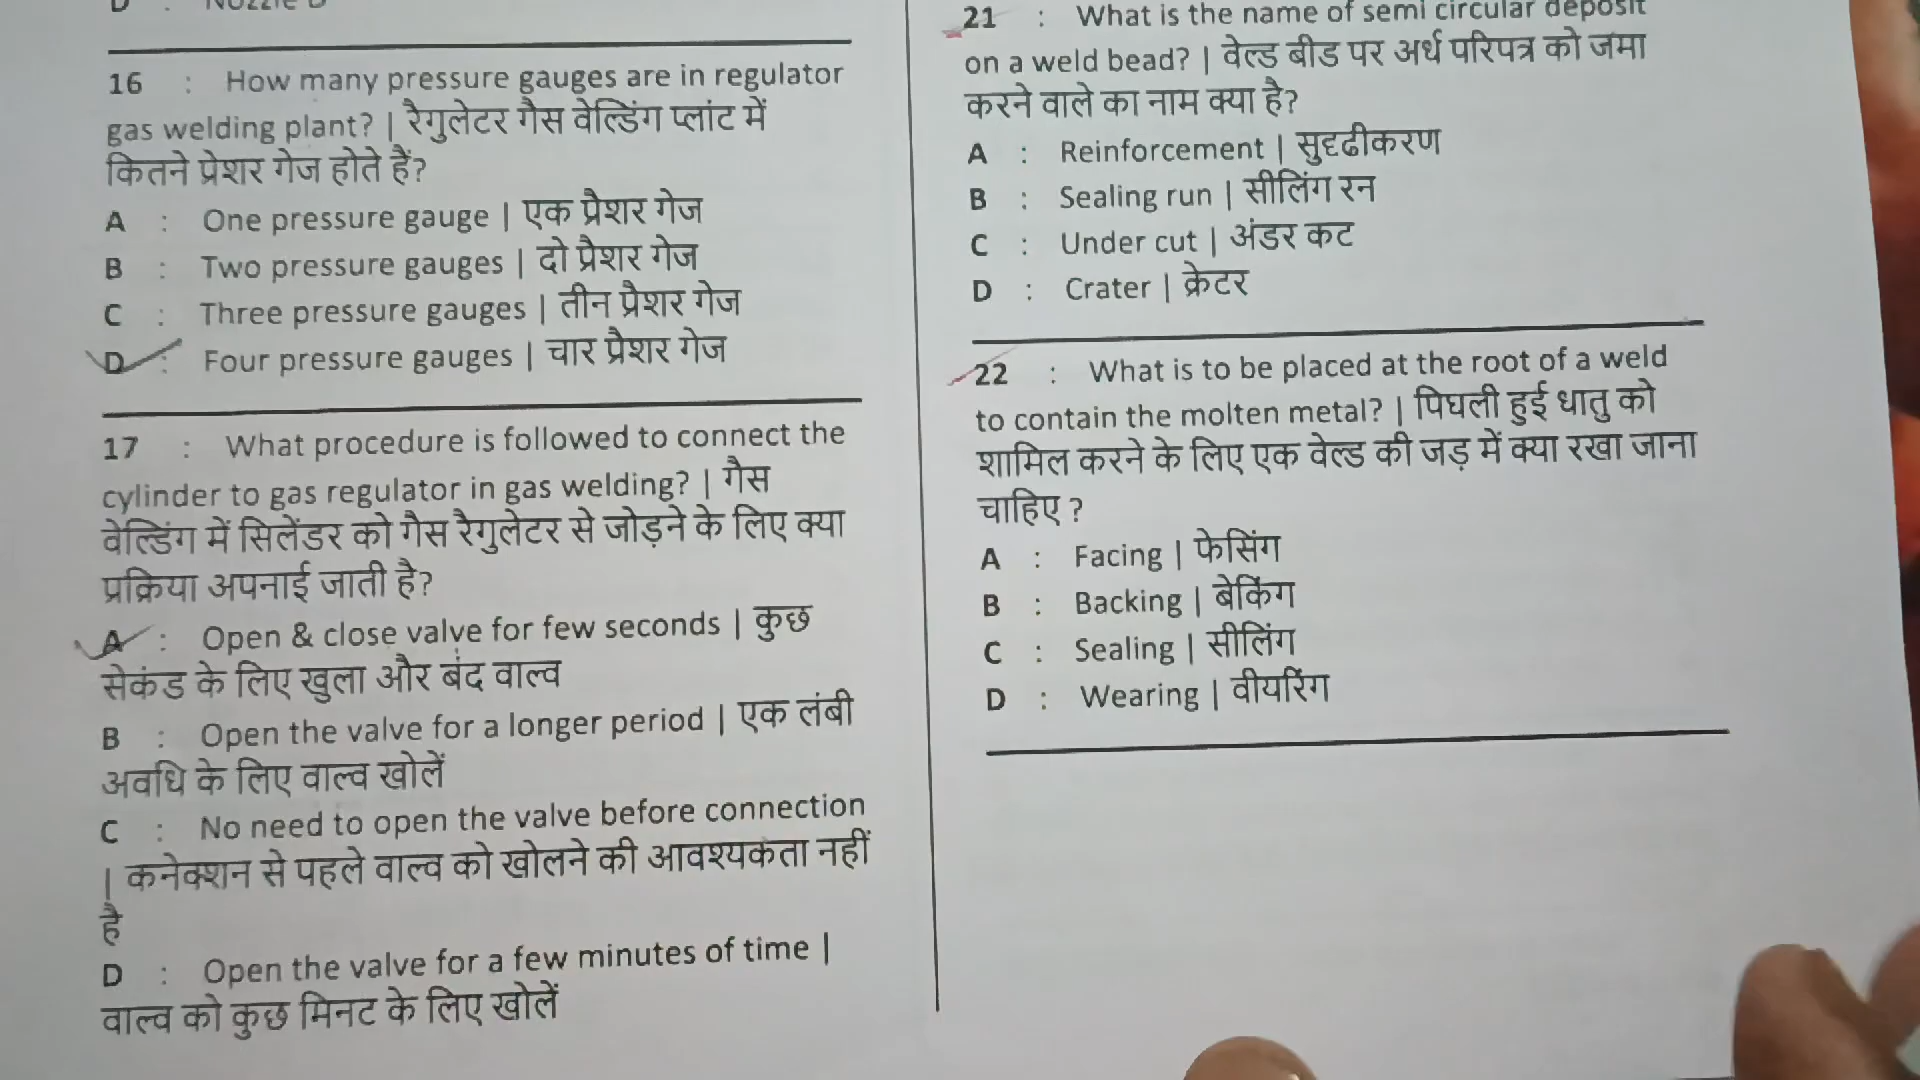 D : Nozzle D
16 : How many pressure gauges are in regulator
gas welding plant? | रैगुलेटर गैस वेल्डिंग प्लांट में
कितने प्रेशर गेज होते हैं?
A : One pressure gauge | एक प्रैशर गेज
B : Two pressure gauges | दो प्रैशर गेज
C : Three pressure gauges | तीन प्रैशर गेज
D : Four pressure gauges | चार प्रैशर गेज
17 : What procedure is followed to connect the
cylinder to gas regulator in gas welding? | गैस
वेल्डिंग में सिलेंडर को गैस रैगुलेटर से जोड़ने के लिए क्या
प्रक्रिया अपनाई जाती है?
A : Open & close valve for few seconds | कुछ
सेकंड के लिए खुला और बंद वाल्व
B : Open the valve for a longer period | एक लंबी
अवधि के लिए वाल्व खोलें
C : No need to open the valve before connection
| कनेक्शन से पहले वाल्व को खोलने की आवश्यकता नहीं
है
D : Open the valve for a few minutes of time |
वाल्व को कुछ मिनट के लिए खोलें
21 : What is the name of semi circular deposit
on a weld bead? | वेल्ड बीड पर अर्ध परिपत्र को जमा
करने वाले का नाम क्या है?
A : Reinforcement | सुदृढीकरण
B : Sealing run | सीलिंग रन
C : Under cut | अंडर कट
D : Crater | क्रेटर
22 : What is to be placed at the root of a weld
to contain the molten metal? | पिघली हुई धातु को
शामिल करने के लिए एक वेल्ड की जड़ में क्या रखा जाना
चाहिए ?
A : Facing | फेसिंग
B : Backing | बेकिंग
C : Sealing | सीलिंग
D : Wearing | वीयरिंग